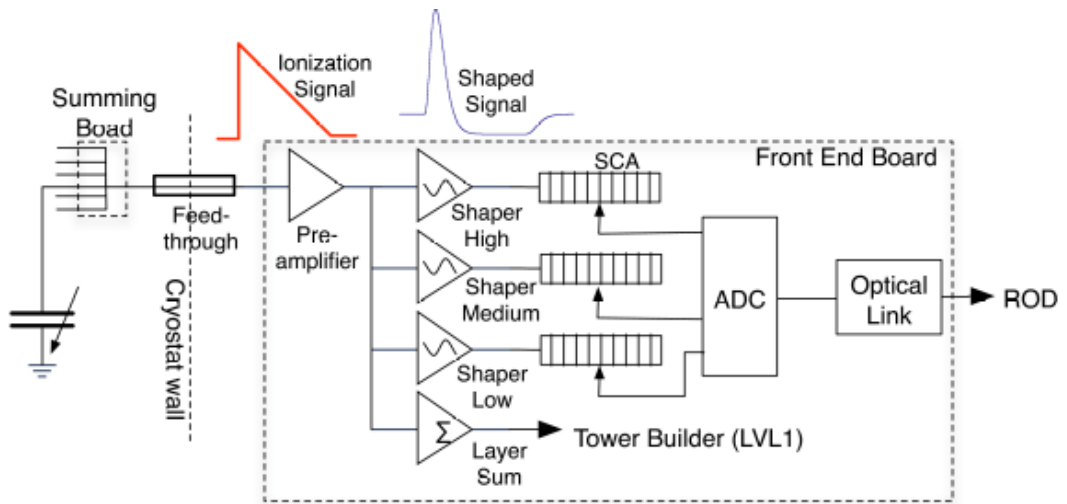 Ionization
Signal
Shaped
Signal
Summing
Boad
Front End Board
SCA
Feed-
through
Pre-
amplifier
Shaper
High
Shaper
Medium
ADC
Optical
Link
ROD
Cryostat wall
Shaper
Low
Σ
Layer
Sum
Tower Builder (LVL1)